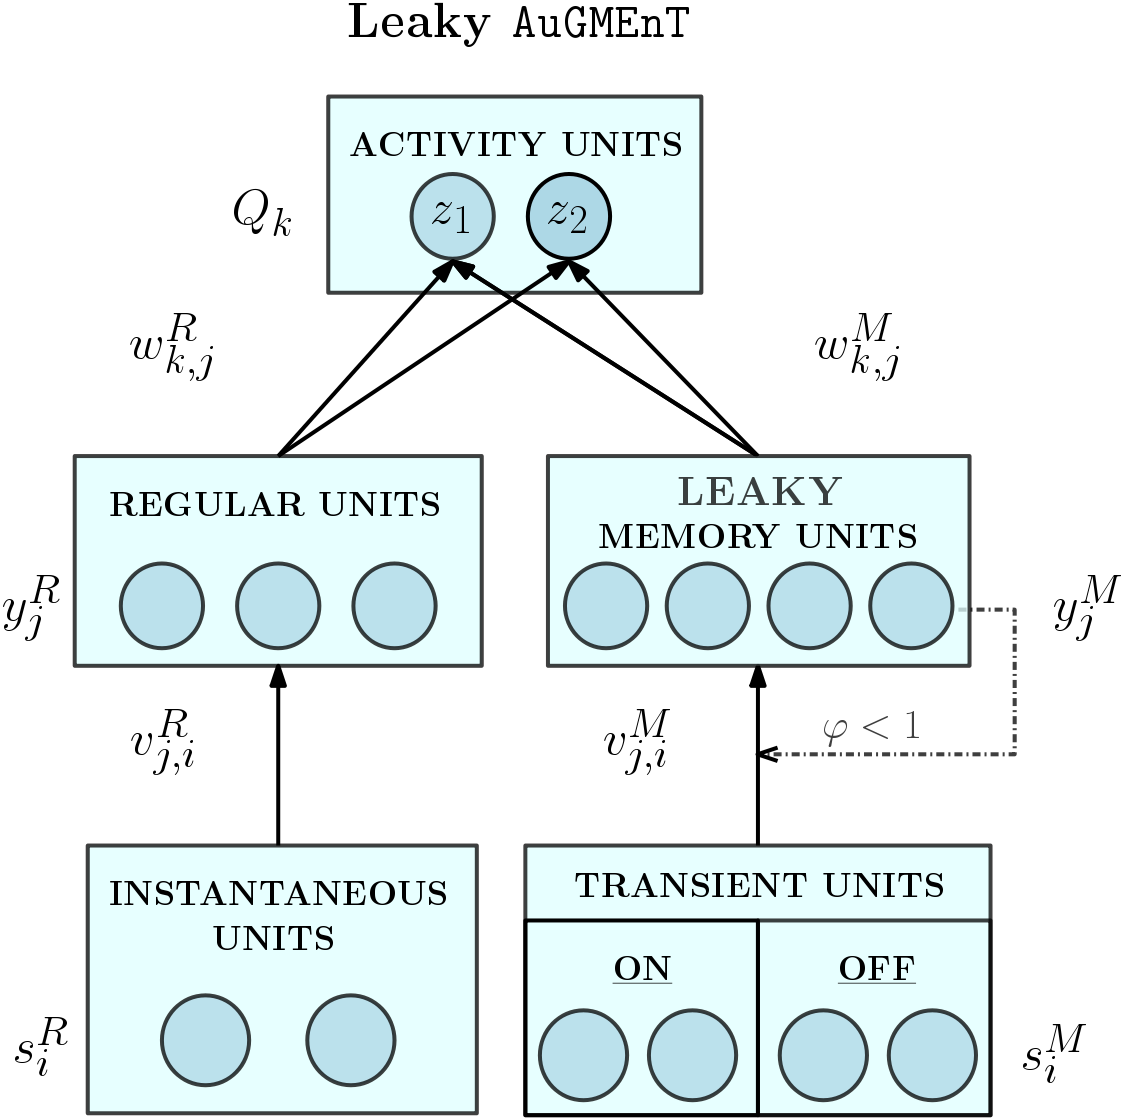 Leaky AuGMEnT
ACTIVITY UNITS
Q_k
z_1 z_2
w^R_{k,j}
w^M_{k,j}
REGULAR UNITS
LEAKY
MEMORY UNITS
y^R_j
y^M_j
v^R_{j,i}
v^M_{j,i}
φ < 1
INSTANTANEOUS
UNITS
TRANSIENT UNITS
ON OFF
s^R_i
s^M_i